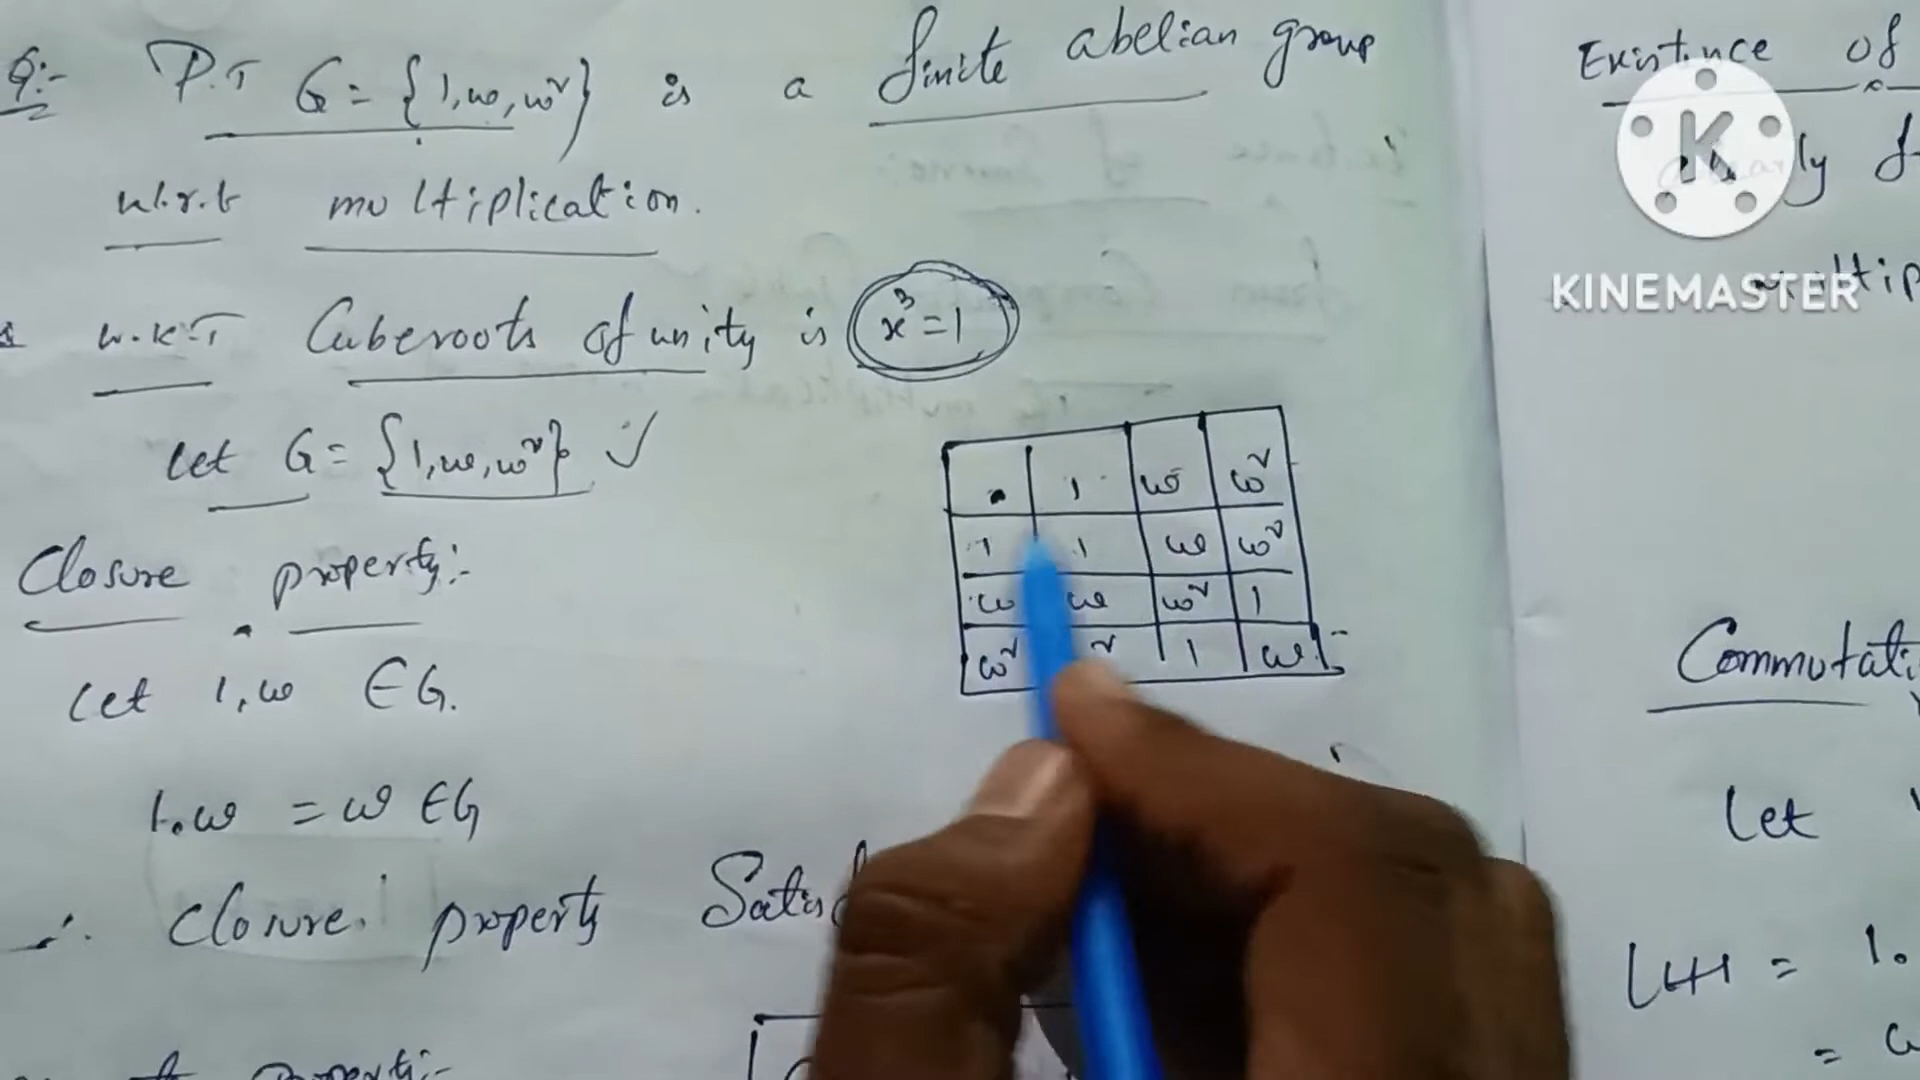 Q:- P.T G = {1, ω, ω²} is a finite abelian group
w.r.t multiplication.
w.k.T Cuberoots of unity is x³=1
Let G = {1, ω, ω²}
Closure property:-
Let 1, ω ∈ G.
1.ω = ω ∈ G
∴ Closure property
. 1 ω ω²
1 1 ω ω²
ω ω ω² 1
ω² ² 1 ω
Existence of
KINEMASTER
Commutati
Let
LHS = 1.
=